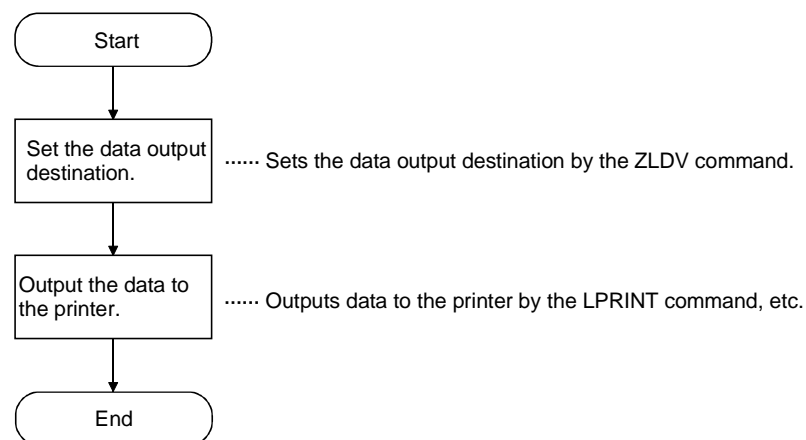 Start
Set the data output
destination.
...... Sets the data output destination by the ZLDV command.
Output the data to
the printer.
...... Outputs data to the printer by the LPRINT command, etc.
End